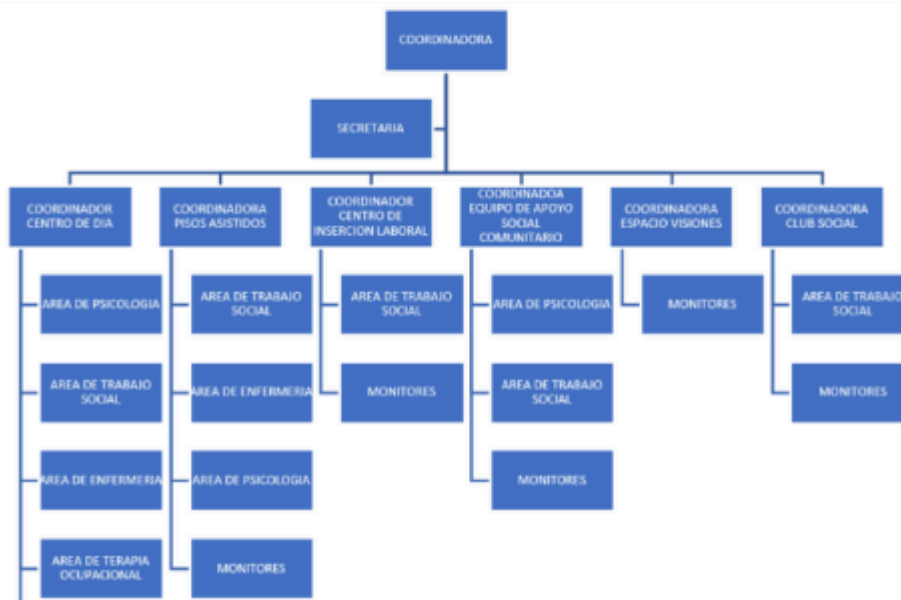 COORDINADORA
SECRETARIA
COORDINADOR
CENTRO DE DIA
COORDINADORA
PISOS ASISTIDOS
COORDINADOR
CENTRO DE
INSERCION LABORAL
COORDINADOA
EQUIPO DE APOYO
SOCIAL
COMUNITARIO
COORDINADORA
ESPACIO VISIONES
COORDINADORA
CLUB SOCIAL
AREA DE PSICOLOGIA
AREA DE TRABAJO
SOCIAL
AREA DE ENFERMERIA
AREA DE TERAPIA
OCUPACIONAL
AREA DE TRABAJO
SOCIAL
AREA DE ENFERMERIA
AREA DE PSICOLOGIA
MONITORES
AREA DE TRABAJO
SOCIAL
MONITORES
AREA DE PSICOLOGIA
AREA DE TRABAJO
SOCIAL
MONITORES
MONITORES
AREA DE TRABAJO
SOCIAL
MONITORES